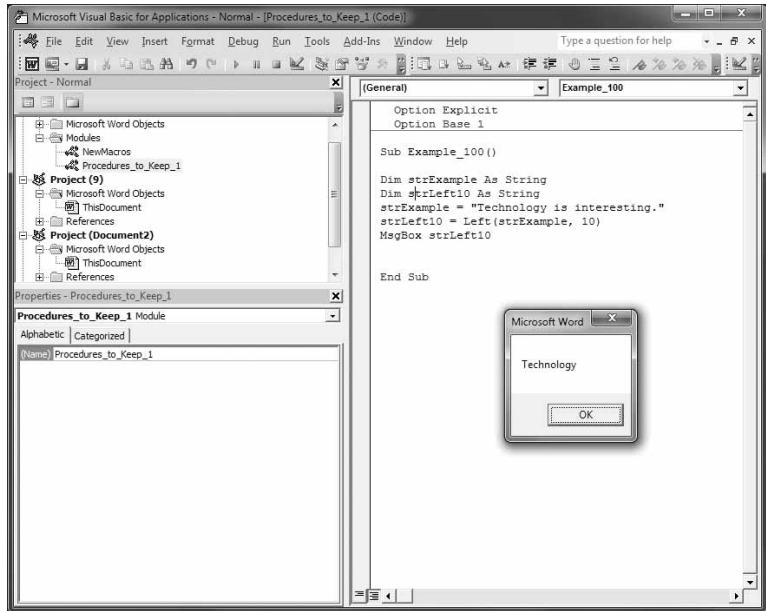 Microsoft Visual Basic for Applications - Normal - [Procedures_to_Keep_1 (Code)]
File Edit View Insert Format Debug Run Tools Add-Ins Window Help
Type a question for help
Project - Normal
Microsoft Word Objects
Modules
NewMacros
Procedures_to_Keep_1
Project (9)
Microsoft Word Objects
ThisDocument
References
Project (Document2)
Microsoft Word Objects
ThisDocument
References
Properties - Procedures_to_Keep_1
Procedures_to_Keep_1 Module
Alphabetic Categorized
(Name) Procedures_to_Keep_1
(General)
Example_100
Option Explicit
Option Base 1
Sub Example_100()
Dim strExample As String
Dim strLeft10 As String
strExample = "Technology is interesting."
strLeft10 = Left(strExample, 10)
MsgBox strLeft10
End Sub
Microsoft Word
Technology
OK